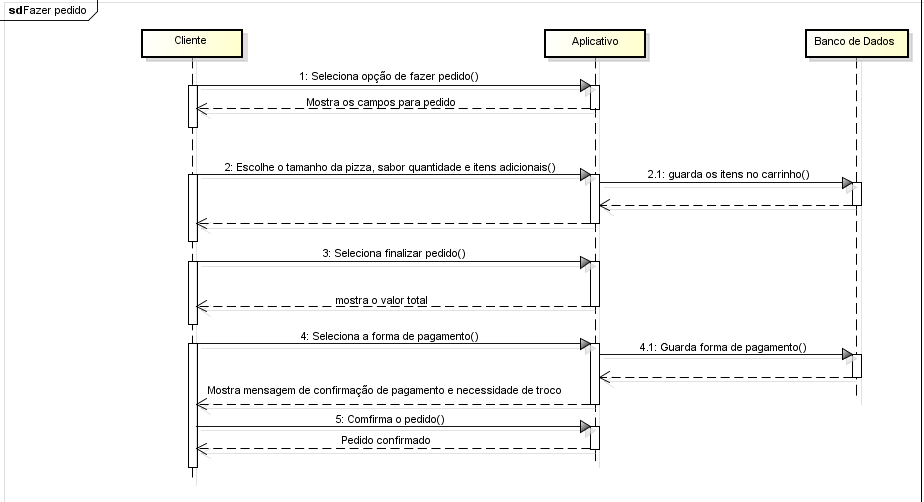 sd Fazer pedido
Cliente
Aplicativo
Banco de Dados
1: Seleciona opção de fazer pedido()
Mostra os campos para pedido
2: Escolhe o tamanho da pizza, sabor quantidade e itens adicionais()
2.1: guarda os itens no carrinho()
3: Seleciona finalizar pedido()
mostra o valor total
4: Seleciona a forma de pagamento()
4.1: Guarda forma de pagamento()
Mostra mensagem de confirmação de pagamento e necessidade de troco
5: Comfirma o pedido()
Pedido confirmado